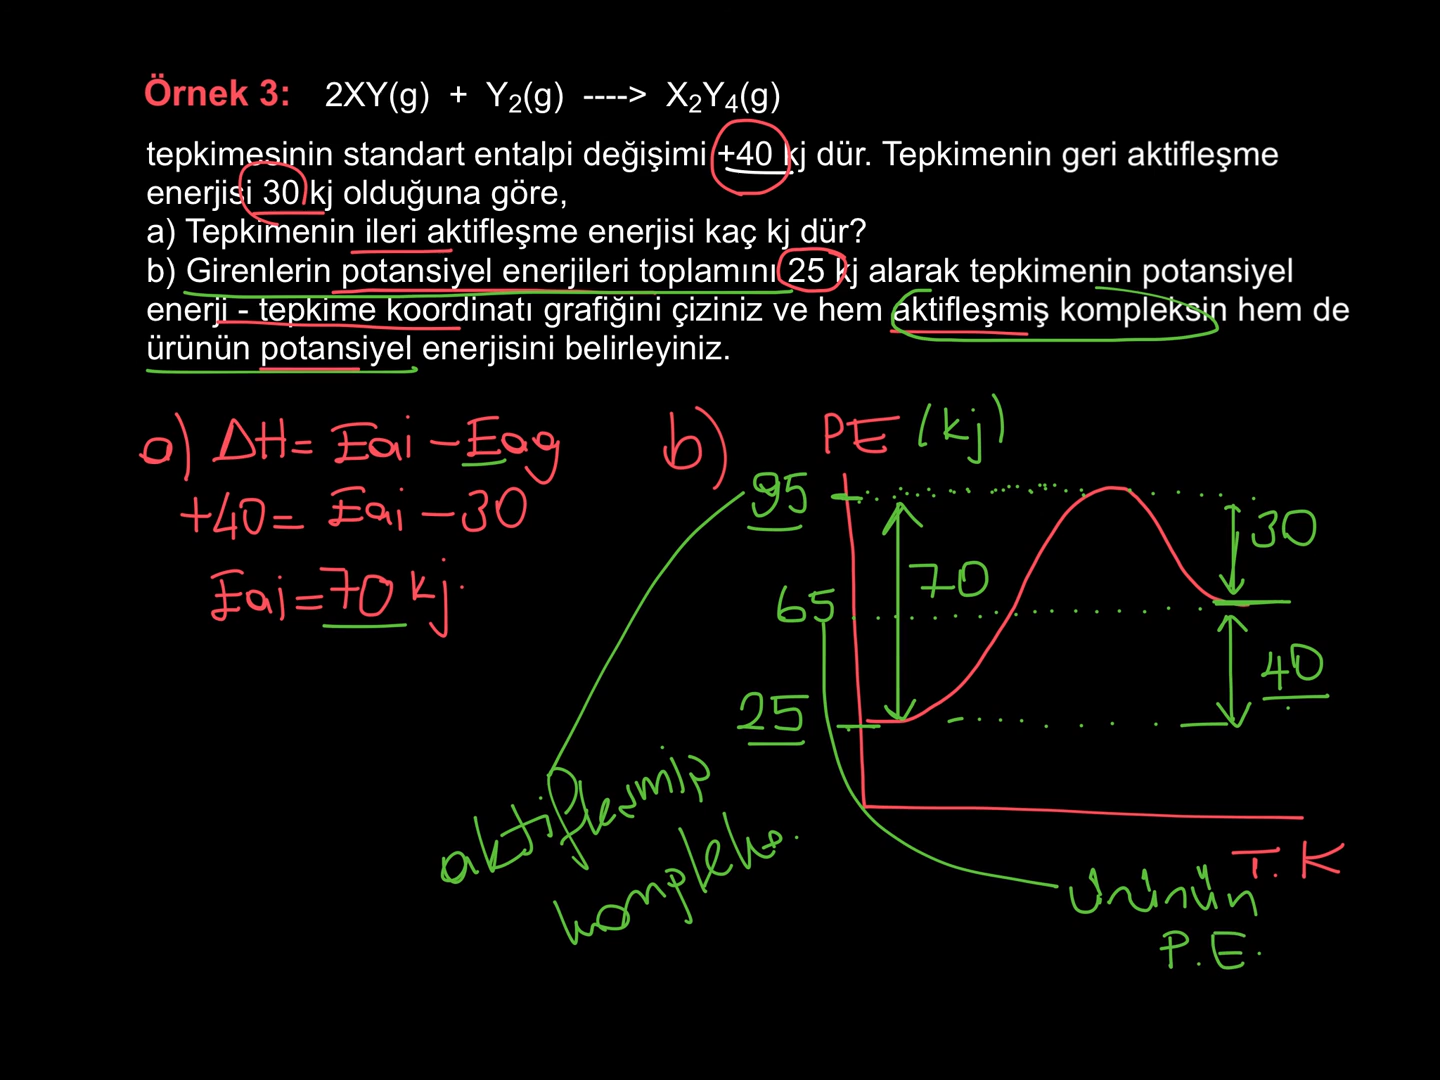 Örnek 3: 2XY(g) + Y₂(g) ----> X₂Y₄(g)
tepkimesinin standart entalpi değişimi +40 kj dür. Tepkimenin geri aktifleşme
enerjisi 30 kj olduğuna göre,
a) Tepkimenin ileri aktifleşme enerjisi kaç kj dür?
b) Girenlerin potansiyel enerjileri toplamını 25 kj alarak tepkimenin potansiyel
enerji - tepkime koordinatı grafiğini çiziniz ve hem aktifleşmiş kompleksin hem de
ürünün potansiyel enerjisini belirleyiniz.
a) ΔH = Eai - Eag
+40 = Eai - 30
Eai = 70 kj
b)
PE (kj)
95
30
70
65
40
25
aktifleşmiş
kompleks.
T.K
ürünün
P.E.